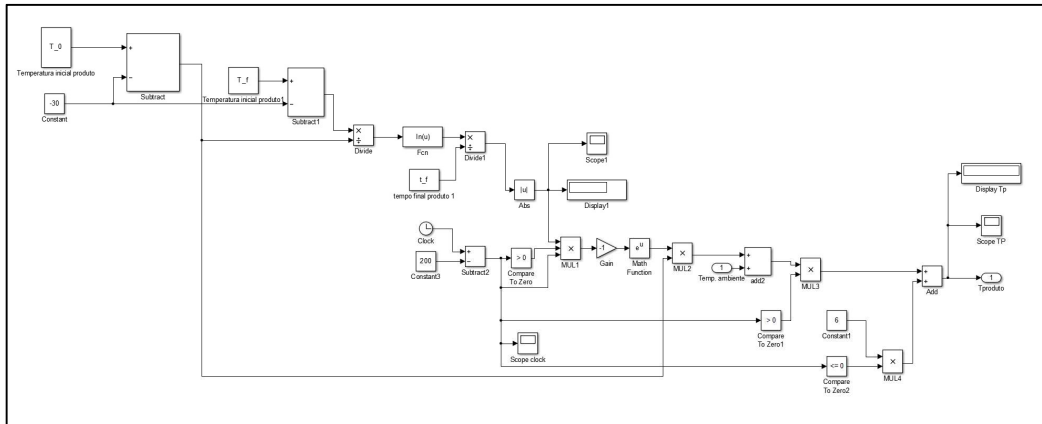 T_0
+
−
Temperatura inicial produto
Subtract
-30
Constant
T_f
+
−
Temperatura inicial produto1
Subtract1
×
÷
Divide
ln(u)
Fcn
×
÷
Divide1
t_f
tempo final produto 1
|u|
Abs
Scope1
Display1
Clock
200
Constant3
+
−
Subtract2
> 0
Compare
To Zero
×
MUL1
-1
Gain
e^u
Math
Function
×
MUL2
1
Temp. ambiente
+
+
add2
×
MUL3
> 0
Compare
To Zero1
Scope clock
<= 0
Compare
To Zero2
6
Constant1
×
MUL4
+
+
Add
Display Tp
Scope TP
1
Tproduto